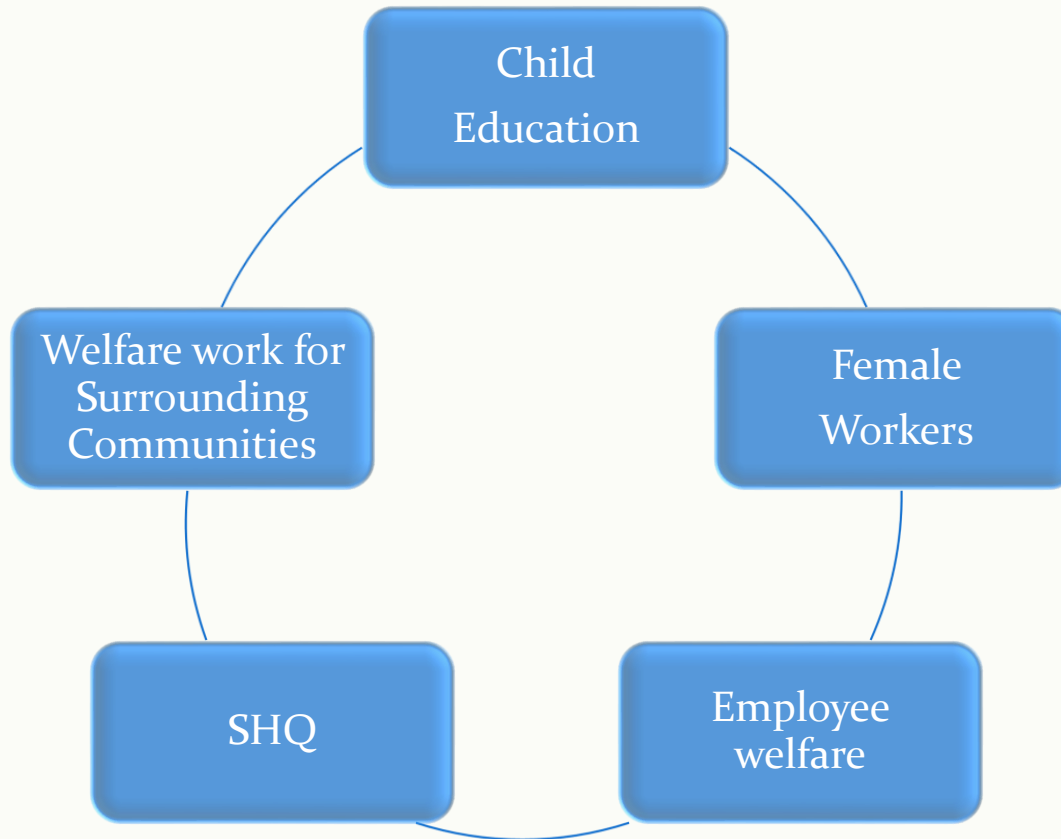 Child
Education
Female
Workers
Employee
welfare
SHQ
Welfare work for
Surrounding
Communities